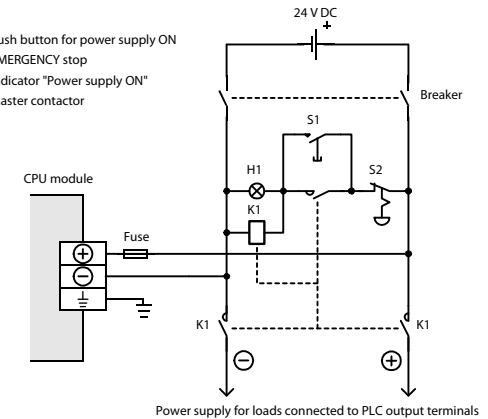 24 V DC
+
ush button for power supply ON
MERGENCY stop
dicator "Power supply ON"
aster contactor
Breaker
S1
H1
S2
CPU module
K1
Fuse
K1
K1
Power supply for loads connected to PLC output terminals